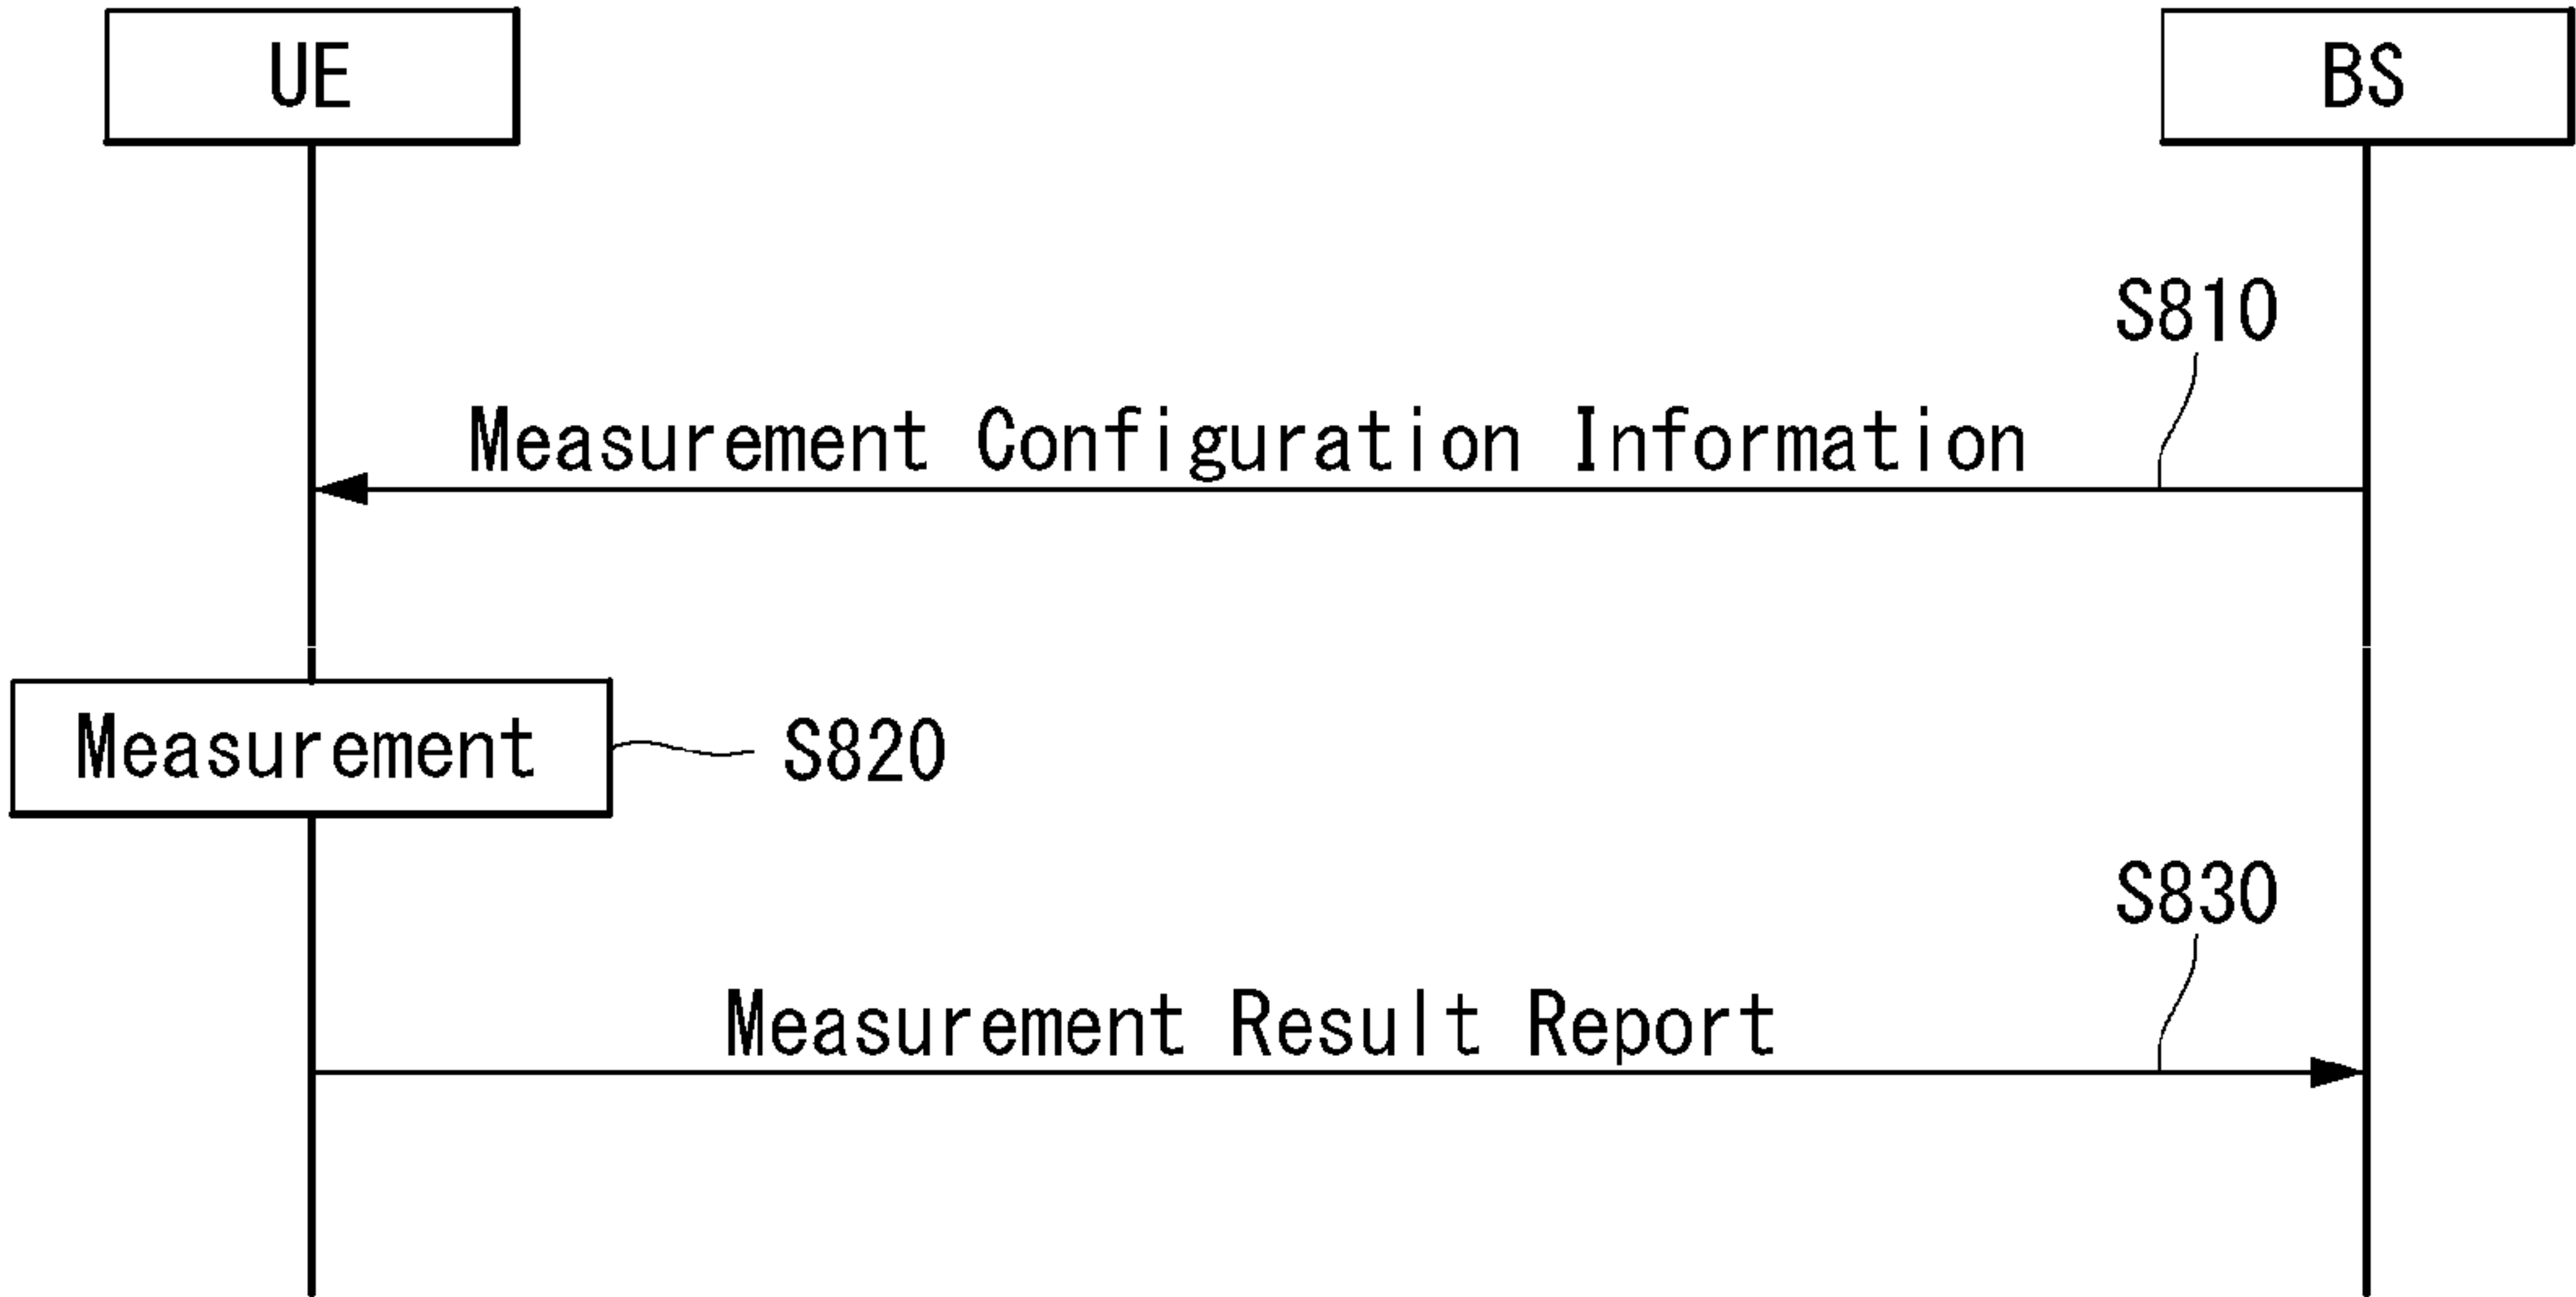 UE
BS
S810
Measurement Configuration Information
Measurement
S820
S830
Measurement Result Report